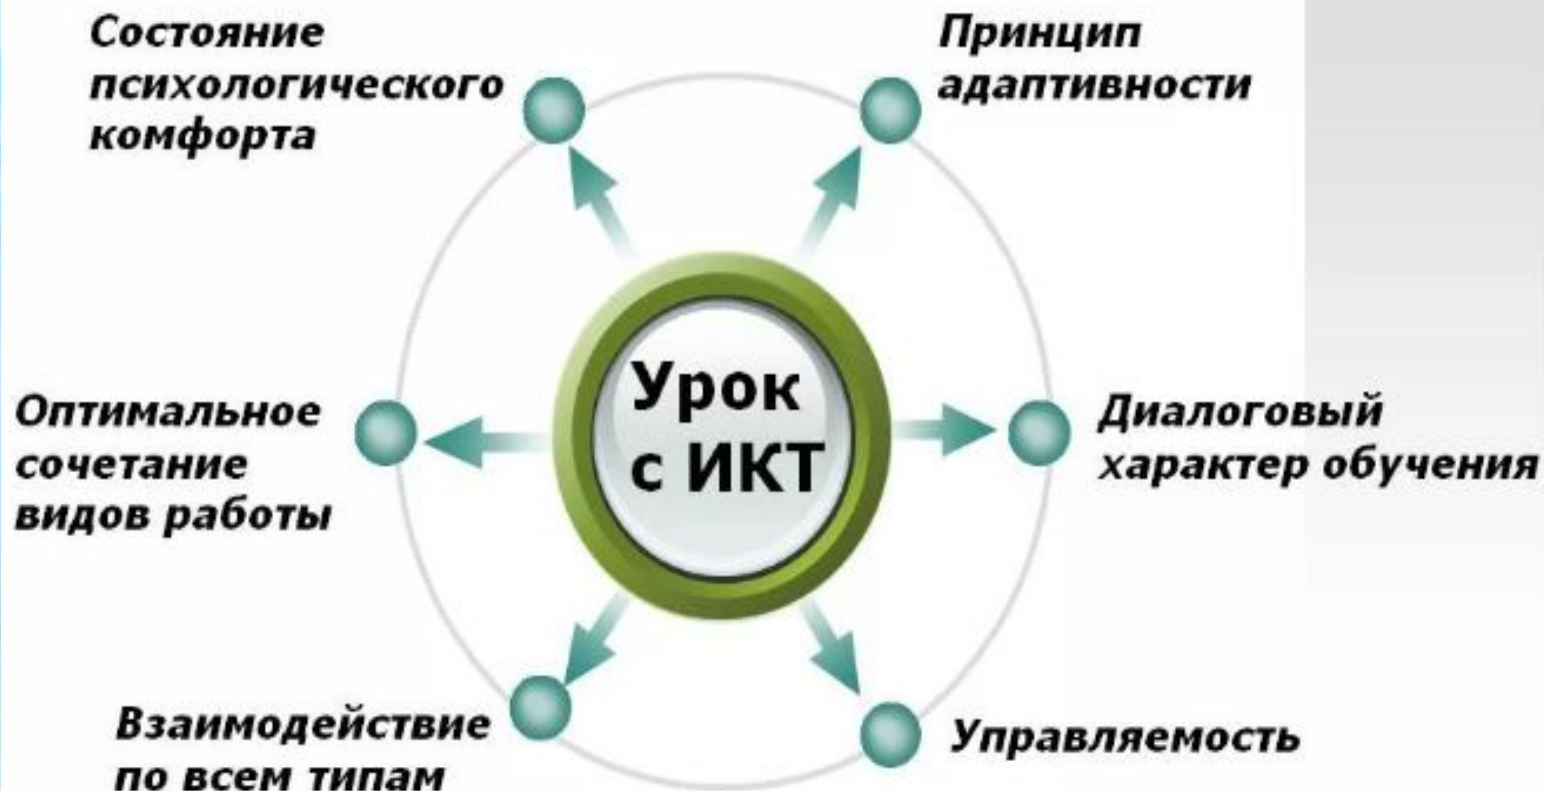 Состояние
психологического
комфорта
Принцип
адаптивности
Урок
с ИКТ
Оптимальное
сочетание
видов работы
Диалоговый
характер обучения
Взаимодействие
по всем типам
Управляемость